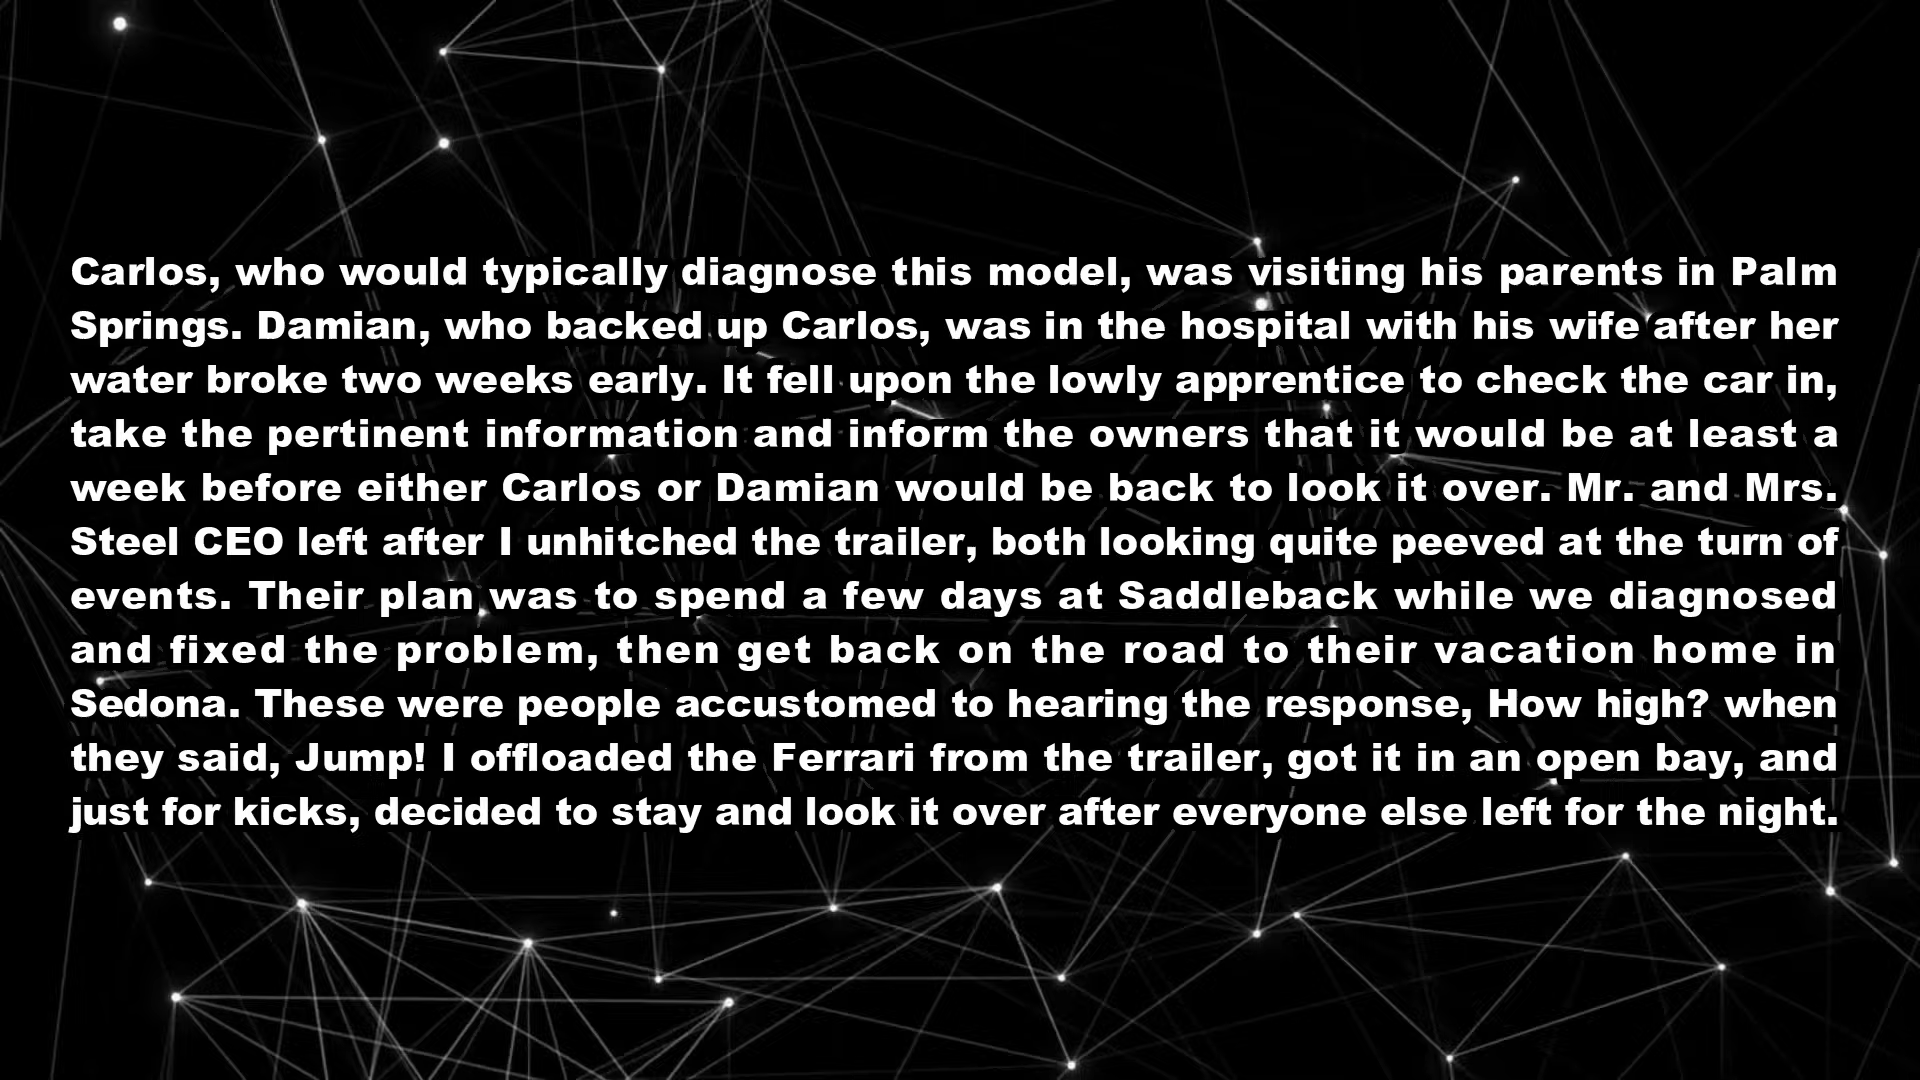 Carlos, who would typically diagnose this model, was visiting his parents in Palm
Springs. Damian, who backed up Carlos, was in the hospital with his wife after her
water broke two weeks early. It fell upon the lowly apprentice to check the car in,
take the pertinent information and inform the owners that it would be at least a
week before either Carlos or Damian would be back to look it over. Mr. and Mrs.
Steel CEO left after I unhitched the trailer, both looking quite peeved at the turn of
events. Their plan was to spend a few days at Saddleback while we diagnosed
and fixed the problem, then get back on the road to their vacation home in
Sedona. These were people accustomed to hearing the response, How high? when
they said, Jump! I offloaded the Ferrari from the trailer, got it in an open bay, and
just for kicks, decided to stay and look it over after everyone else left for the night.